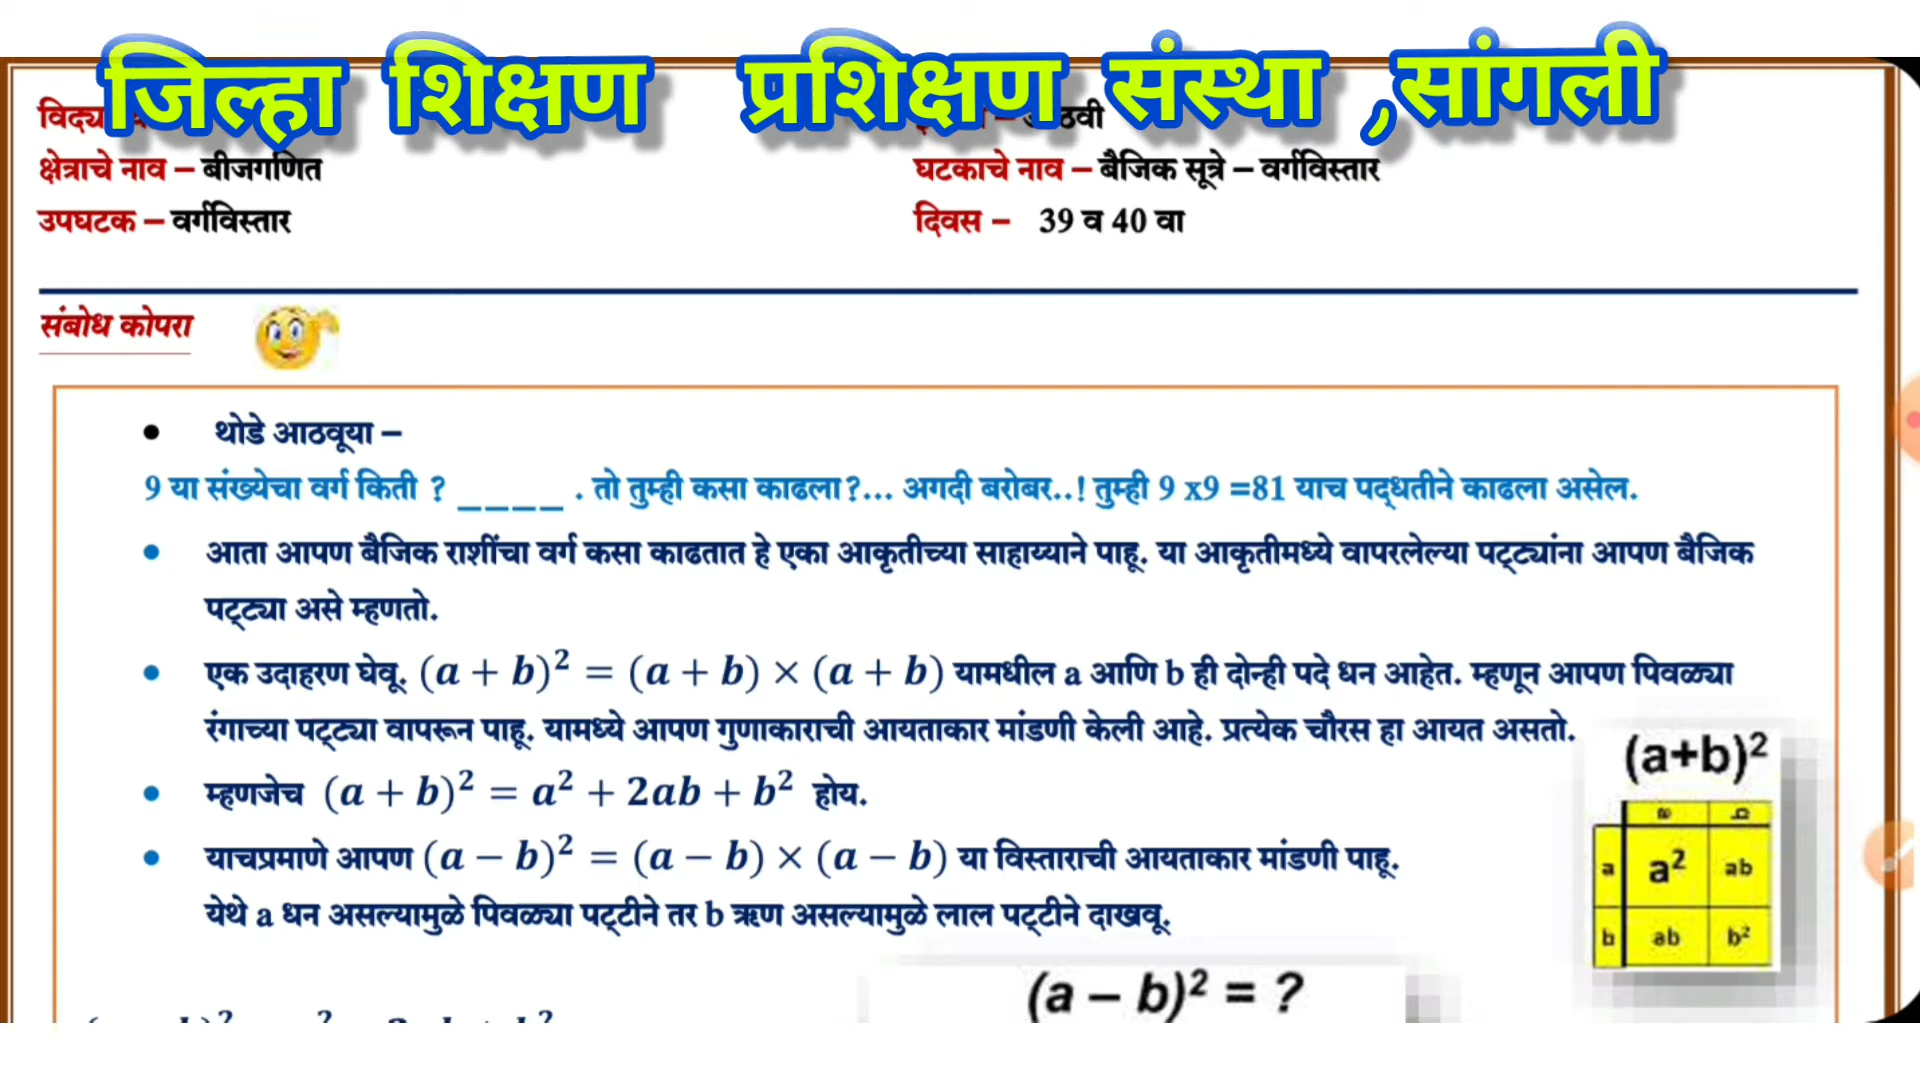 जिल्हा शिक्षण प्रशिक्षण संस्था ,सांगली
क्षेत्राचे नाव – बीजगणित
घटकाचे नाव – बैजिक सूत्रे – वर्गविस्तार
उपघटक – वर्गविस्तार
दिवस – 39 व 40 वा
संबोध कोपरा
• थोडे आठवूया –
9 या संख्येचा वर्ग किती ? _ _ _ _ . तो तुम्ही कसा काढला?... अगदी बरोबर..! तुम्ही 9 x9 =81 याच पद्धतीने काढला असेल.
• आता आपण बैजिक राशींचा वर्ग कसा काढतात हे एका आकृतीच्या साहाय्याने पाहू. या आकृतीमध्ये वापरलेल्या पट्ट्यांना आपण बैजिक
पट्ट्या असे म्हणतो.
• एक उदाहरण घेवू. (a + b)² = (a + b) × (a + b) यामधील a आणि b ही दोन्ही पदे धन आहेत. म्हणून आपण पिवळ्या
रंगाच्या पट्ट्या वापरून पाहू. यामध्ये आपण गुणाकाराची आयताकार मांडणी केली आहे. प्रत्येक चौरस हा आयत असतो.
• म्हणजेच (a + b)² = a² + 2ab + b² होय.
• याचप्रमाणे आपण (a − b)² = (a − b) × (a − b) या विस्ताराची आयताकार मांडणी पाहू.
येथे a धन असल्यामुळे पिवळ्या पट्टीने तर b ऋण असल्यामुळे लाल पट्टीने दाखवू.
(a+b)²
a b
a a² ab
b ab b²
(a – b)² = ?